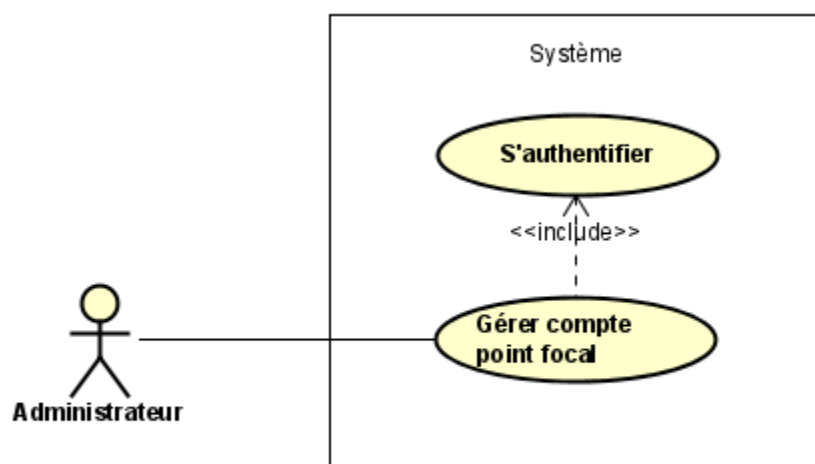 Système
S'authentifier
<<include>>
Gérer compte
point focal
Administrateur